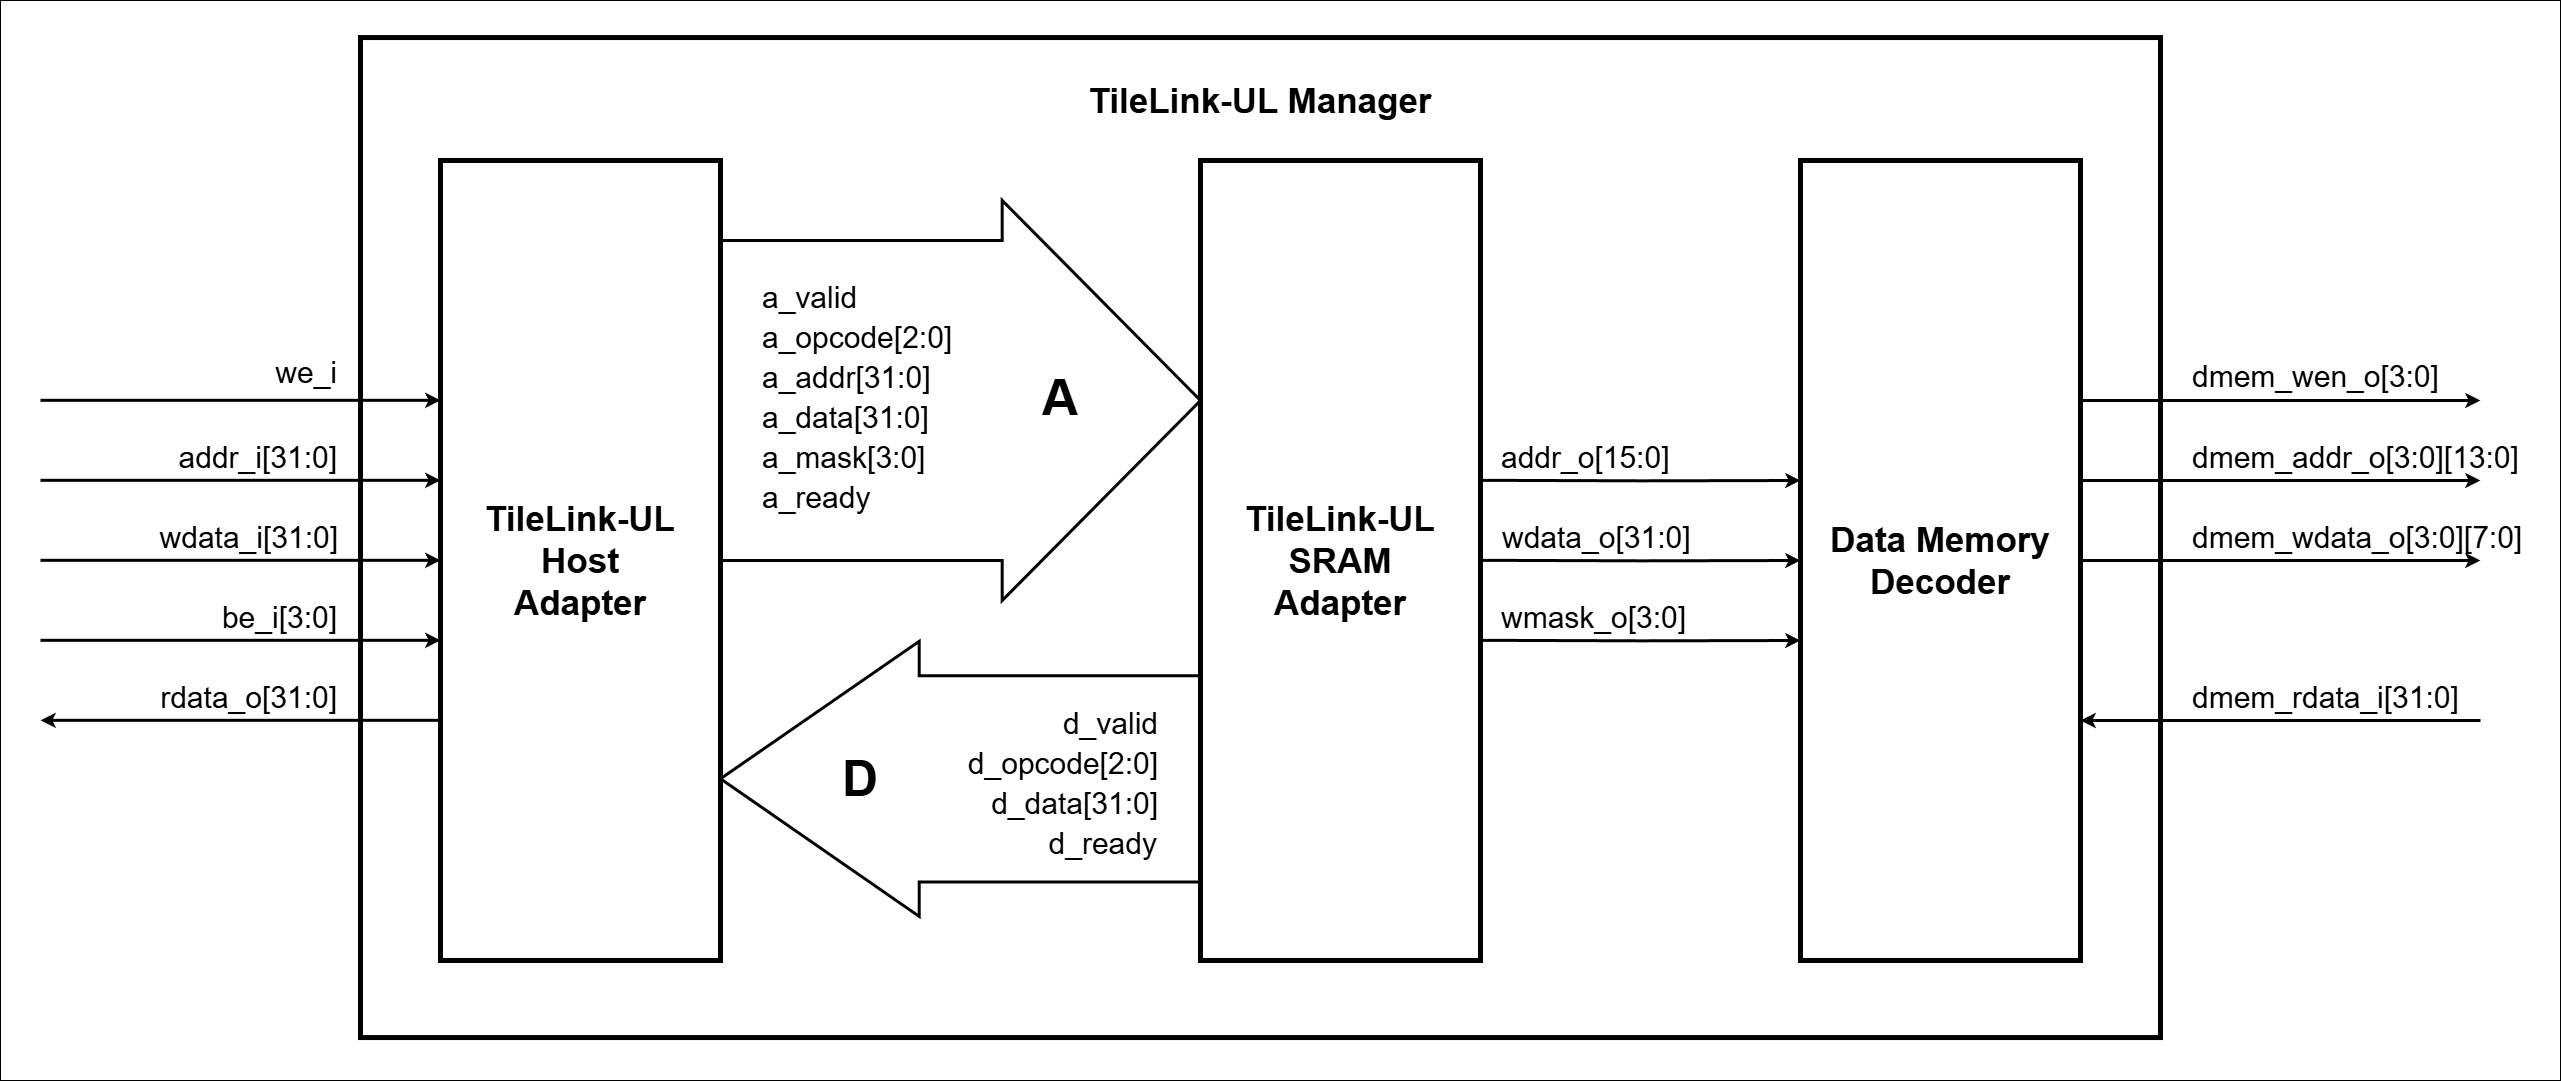 TileLink-UL Manager
we_i
addr_i[31:0]
wdata_i[31:0]
be_i[3:0]
rdata_o[31:0]
TileLink-UL
Host
Adapter
a_valid
a_opcode[2:0]
a_addr[31:0]
a_data[31:0]
a_mask[3:0]
a_ready
A
D
d_valid
d_opcode[2:0]
d_data[31:0]
d_ready
TileLink-UL
SRAM
Adapter
addr_o[15:0]
wdata_o[31:0]
wmask_o[3:0]
Data Memory
Decoder
dmem_wen_o[3:0]
dmem_addr_o[3:0][13:0]
dmem_wdata_o[3:0][7:0]
dmem_rdata_i[31:0]